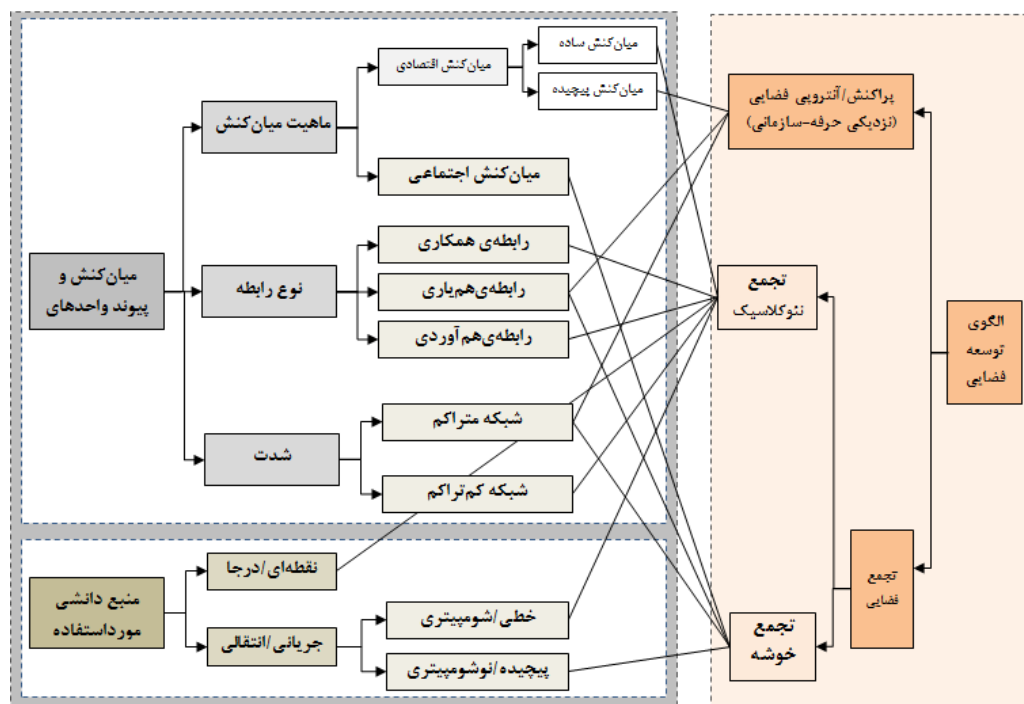 الگوی
توسعه
فضایی
پراکنش/آنتروپی فضایی
(نزدیکی حرفه-سازمانی)
تجمع
فضایی
تجمع
نئوکلاسیک
تجمع
خوشه
میان‌کنش ساده
میان‌کنش پیچیده
میان‌کنش اقتصادی
میان‌کنش اجتماعی
ماهیت میان‌کنش
رابطه‌ی همکاری
رابطه‌ی‌هم‌یاری
رابطه‌ی‌هم‌آوردی
نوع رابطه
شبکه متراکم
شبکه کم‌تراکم
شدت
میان‌کنش و
پیوند واحدهای
نقطه‌ای/درجا
جریانی/انتقالی
خطی/شومپیتری
پیچیده/نوشومپیتری
منبع دانشی
مورداستفاده